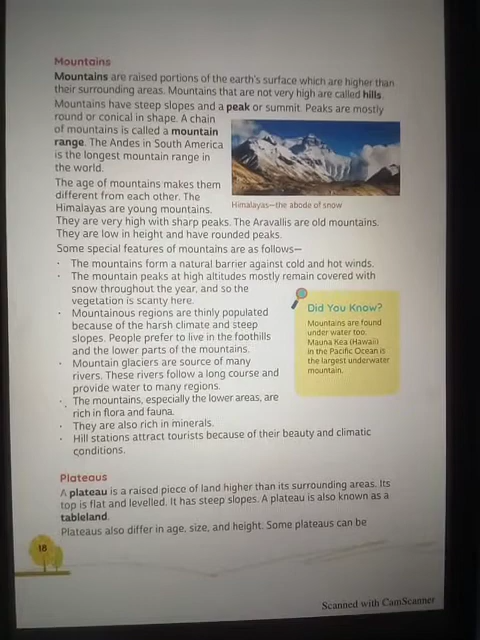 Mountains
Mountains are raised portions of the earth's surface which are higher than
their surrounding areas. Mountains that are not very high are called hills.
Mountains have steep slopes and a peak or summit. Peaks are mostly
round or conical in shape. A chain
of mountains is called a mountain
range. The Andes in South America
is the longest mountain range in
the world.
Himalayas—the abode of snow
The age of mountains makes them
different from each other. The
Himalayas are young mountains.
They are very high with sharp peaks. The Aravallis are old mountains.
They are low in height and have rounded peaks.
Some special features of mountains are as follows—
· The mountains form a natural barrier against cold and hot winds.
· The mountain peaks at high altitudes mostly remain covered with
snow throughout the year, and so the
vegetation is scanty here.
· Mountainous regions are thinly populated
because of the harsh climate and steep
slopes. People prefer to live in the foothills
and the lower parts of the mountains.
· Mountain glaciers are source of many
rivers. These rivers follow a long course and
provide water to many regions.
· The mountains, especially the lower areas, are
rich in flora and fauna.
· They are also rich in minerals.
· Hill stations attract tourists because of their beauty and climatic
conditions.
Did You Know?
Mountains are found
under water too.
Mauna Kea (Hawaii)
in the Pacific Ocean is
the largest underwater
mountain.
Plateaus
A plateau is a raised piece of land higher than its surrounding areas. Its
top is flat and levelled. It has steep slopes. A plateau is also known as a
tableland.
Plateaus also differ in age, size, and height. Some plateaus can be
18
Scanned with CamScanner